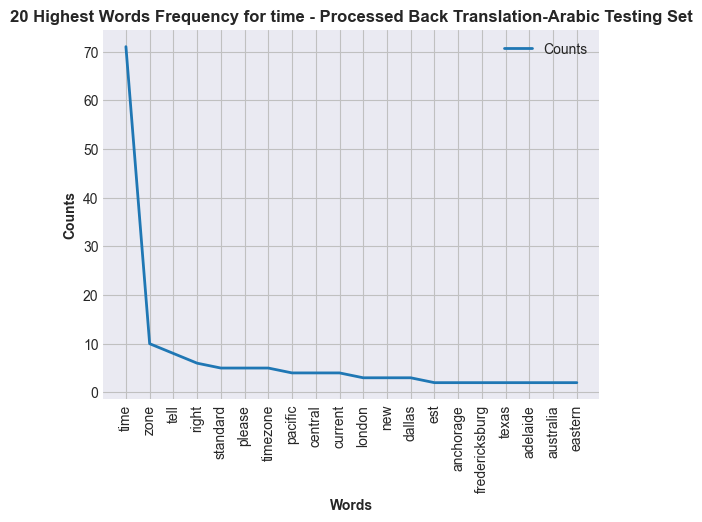 20 Highest Words Frequency for time - Processed Back Translation-Arabic Testing Set
Counts
70
60
50
40
30
20
10
0
Counts
time
zone
tell
right
standard
please
timezone
pacific
central
current
london
new
dallas
est
anchorage
fredericksburg
texas
adelaide
australia
eastern
Words